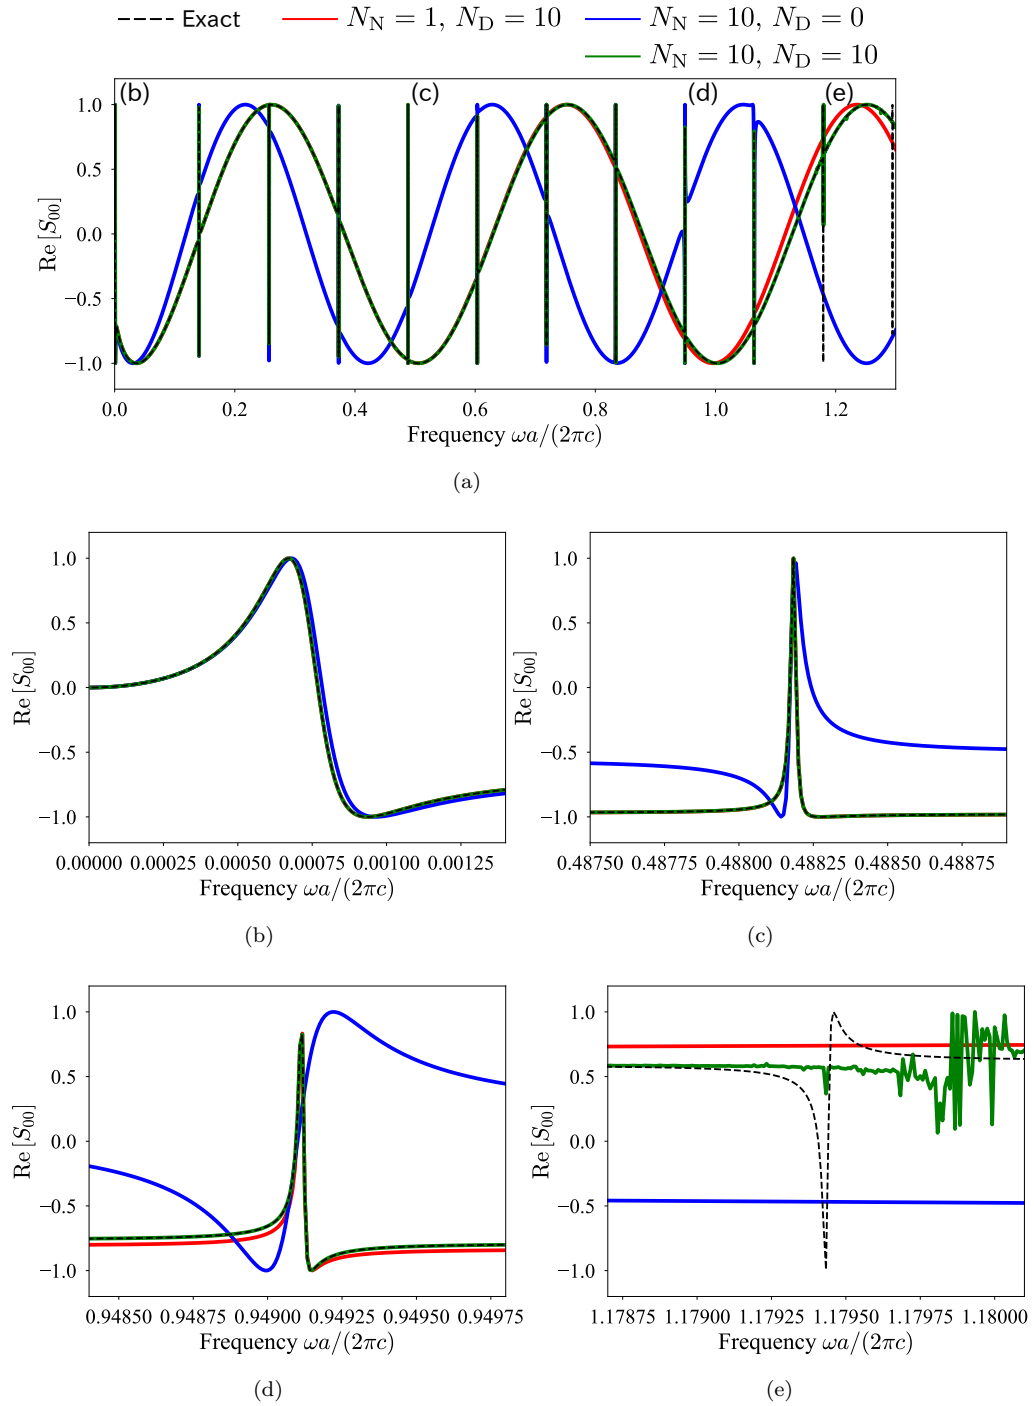 Exact
N_N = 1, N_D = 10
N_N = 10, N_D = 0
N_N = 10, N_D = 10
(b) (c) (d) (e)
1.0
0.5
0.0
−0.5
−1.0
Re [S_00]
0.0 0.2 0.4 0.6 0.8 1.0 1.2
Frequency ωa/(2πc)
(a)
1.0
0.5
0.0
−0.5
−1.0
Re [S_00]
0.00000 0.00025 0.00050 0.00075 0.00100 0.00125
Frequency ωa/(2πc)
(b)
1.0
0.5
0.0
−0.5
−1.0
Re [S_00]
0.48750 0.48775 0.48800 0.48825 0.48850 0.48875
Frequency ωa/(2πc)
(c)
1.0
0.5
0.0
−0.5
−1.0
Re [S_00]
0.94850 0.94875 0.94900 0.94925 0.94950 0.94975
Frequency ωa/(2πc)
(d)
1.0
0.5
0.0
−0.5
−1.0
Re [S_00]
1.17875 1.17900 1.17925 1.17950 1.17975 1.18000
Frequency ωa/(2πc)
(e)